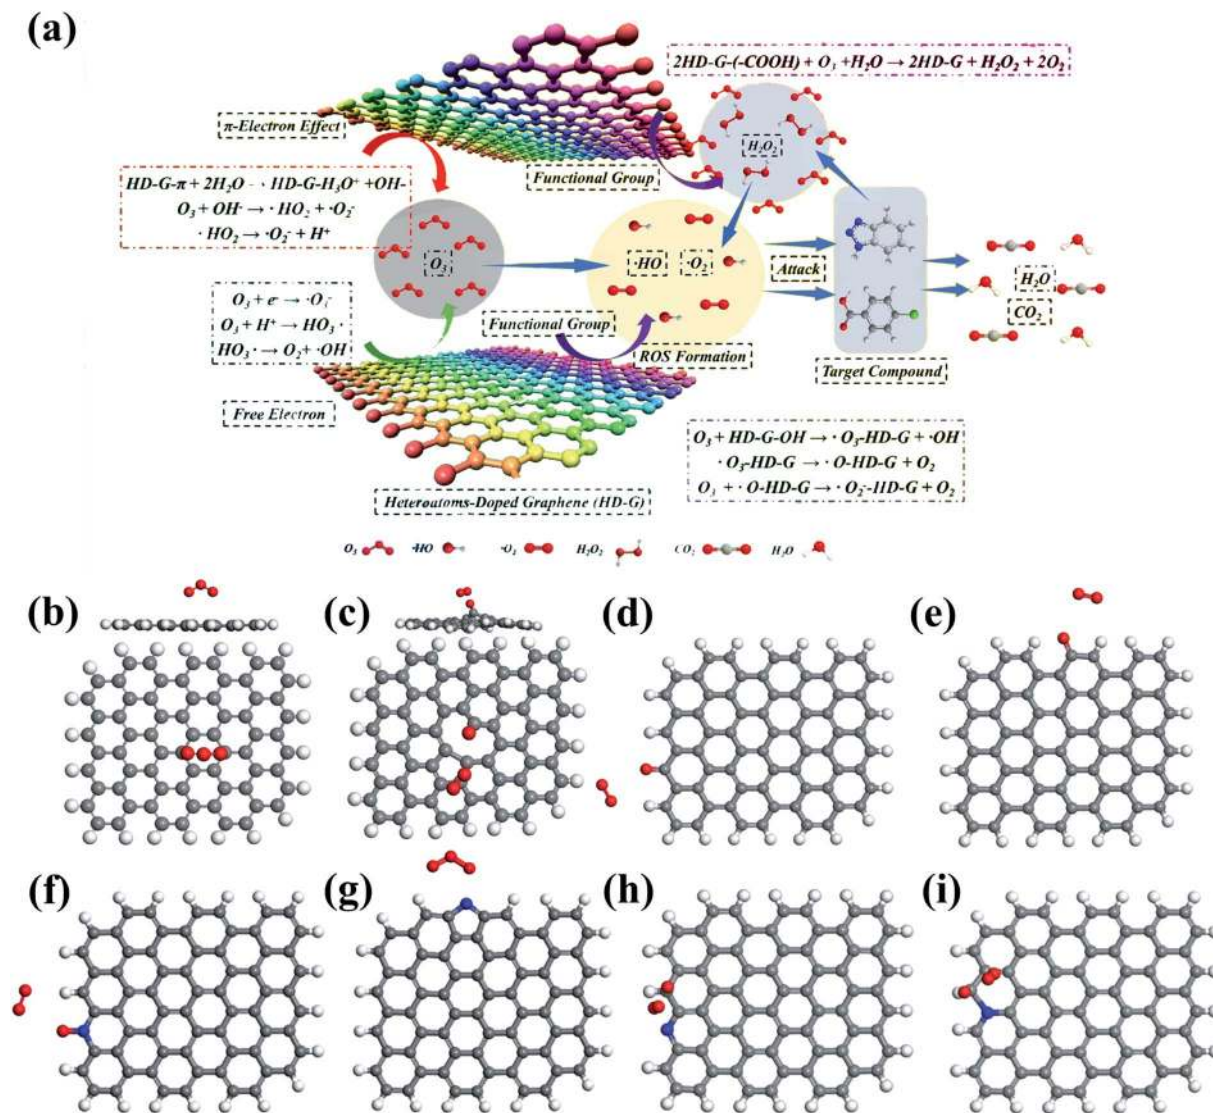 (a)
2HD-G-(-COOH) + O₃ + H₂O → 2HD-G + H₂O₂ + 2O₂
π-Electron Effect
H₂O₂
Functional Group
HD-G-π + 2H₂O → HD-G-H₃O⁺ + OH-
O₃ + OH⁻ → · HO₂ + ·O₂⁻
· HO₂ → ·O₂⁻ + H⁺
O₃
·HO
·O₂
Attack
H₂O
CO₂
O₃ + e → ·O₃⁻
O₃ + H⁺ → HO₃ ·
HO₃ · → O₂ + ·OH
Functional Group
ROS Formation
Target Compound
Free Electron
O₃ + HD-G-OH → · O₃-HD-G + ·OH
· O₃-HD-G → · O-HD-G + O₂
O₃ + · O-HD-G → · O₂⁻-HD-G + O₂
Heteroatoms-Doped Graphene (HD-G)
O₃ ·HO H₂O₂ CO₂ H₂O
(b) (c) (d) (e)
(f) (g) (h) (i)